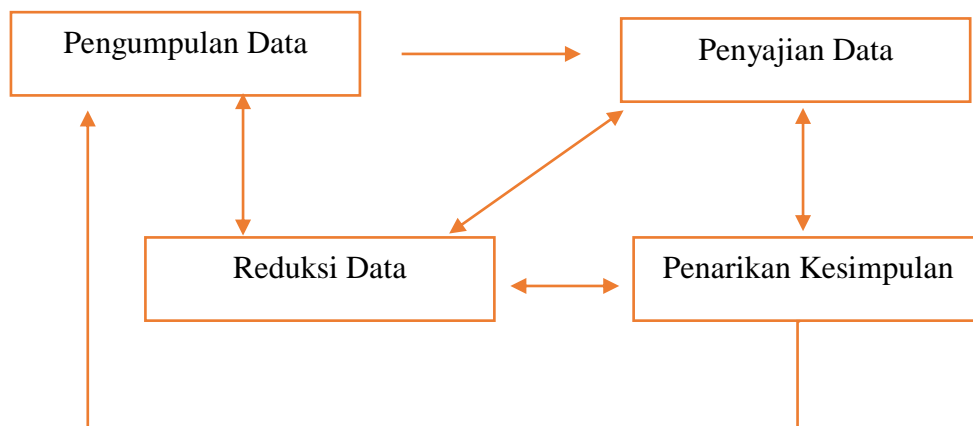 Pengumpulan Data
Penyajian Data
Reduksi Data
Penarikan Kesimpulan